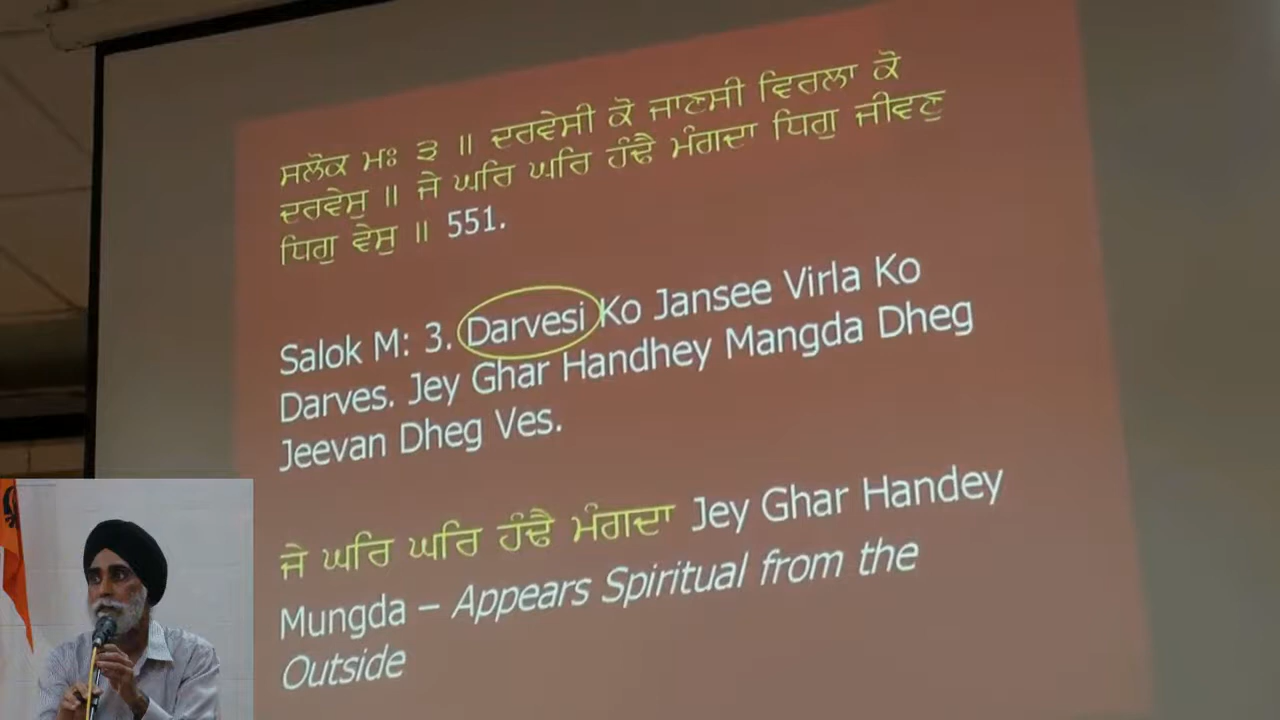 ਸਲੋਕ ਮਃ ੩ ॥ ਦਰਵੇਸੀ ਕੋ ਜਾਣਸੀ ਵਿਰਲਾ ਕੋ
ਦਰਵੇਸੁ ॥ ਜੇ ਘਰਿ ਘਰਿ ਹੰਢੈ ਮੰਗਦਾ ਧਿਗੁ ਜੀਵਣੁ
ਧਿਗੁ ਵੇਸੁ ॥ 551.
Salok M: 3. Darvesi Ko Jansee Virla Ko
Darves. Jey Ghar Handhey Mangda Dheg
Jeevan Dheg Ves.
ਜੇ ਘਰਿ ਘਰਿ ਹੰਢੈ ਮੰਗਦਾ Jey Ghar Handey
Mungda – Appears Spiritual from the
Outside